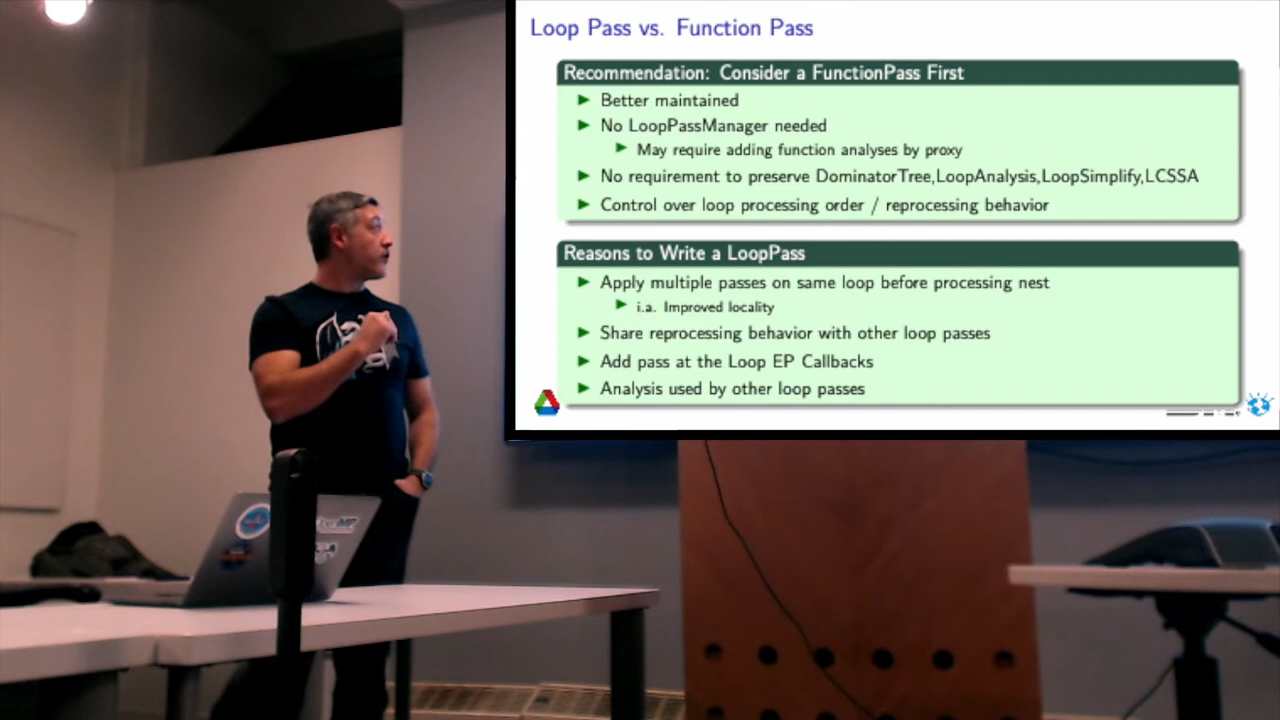 Loop Pass vs. Function Pass
Recommendation: Consider a FunctionPass First
Better maintained
No LoopPassManager needed
May require adding function analyses by proxy
No requirement to preserve DominatorTree,LoopAnalysis,LoopSimplify,LCSSA
Control over loop processing order / reprocessing behavior
Reasons to Write a LoopPass
Apply multiple passes on same loop before processing nest
i.a. Improved locality
Share reprocessing behavior with other loop passes
Add pass at the Loop EP Callbacks
Analysis used by other loop passes